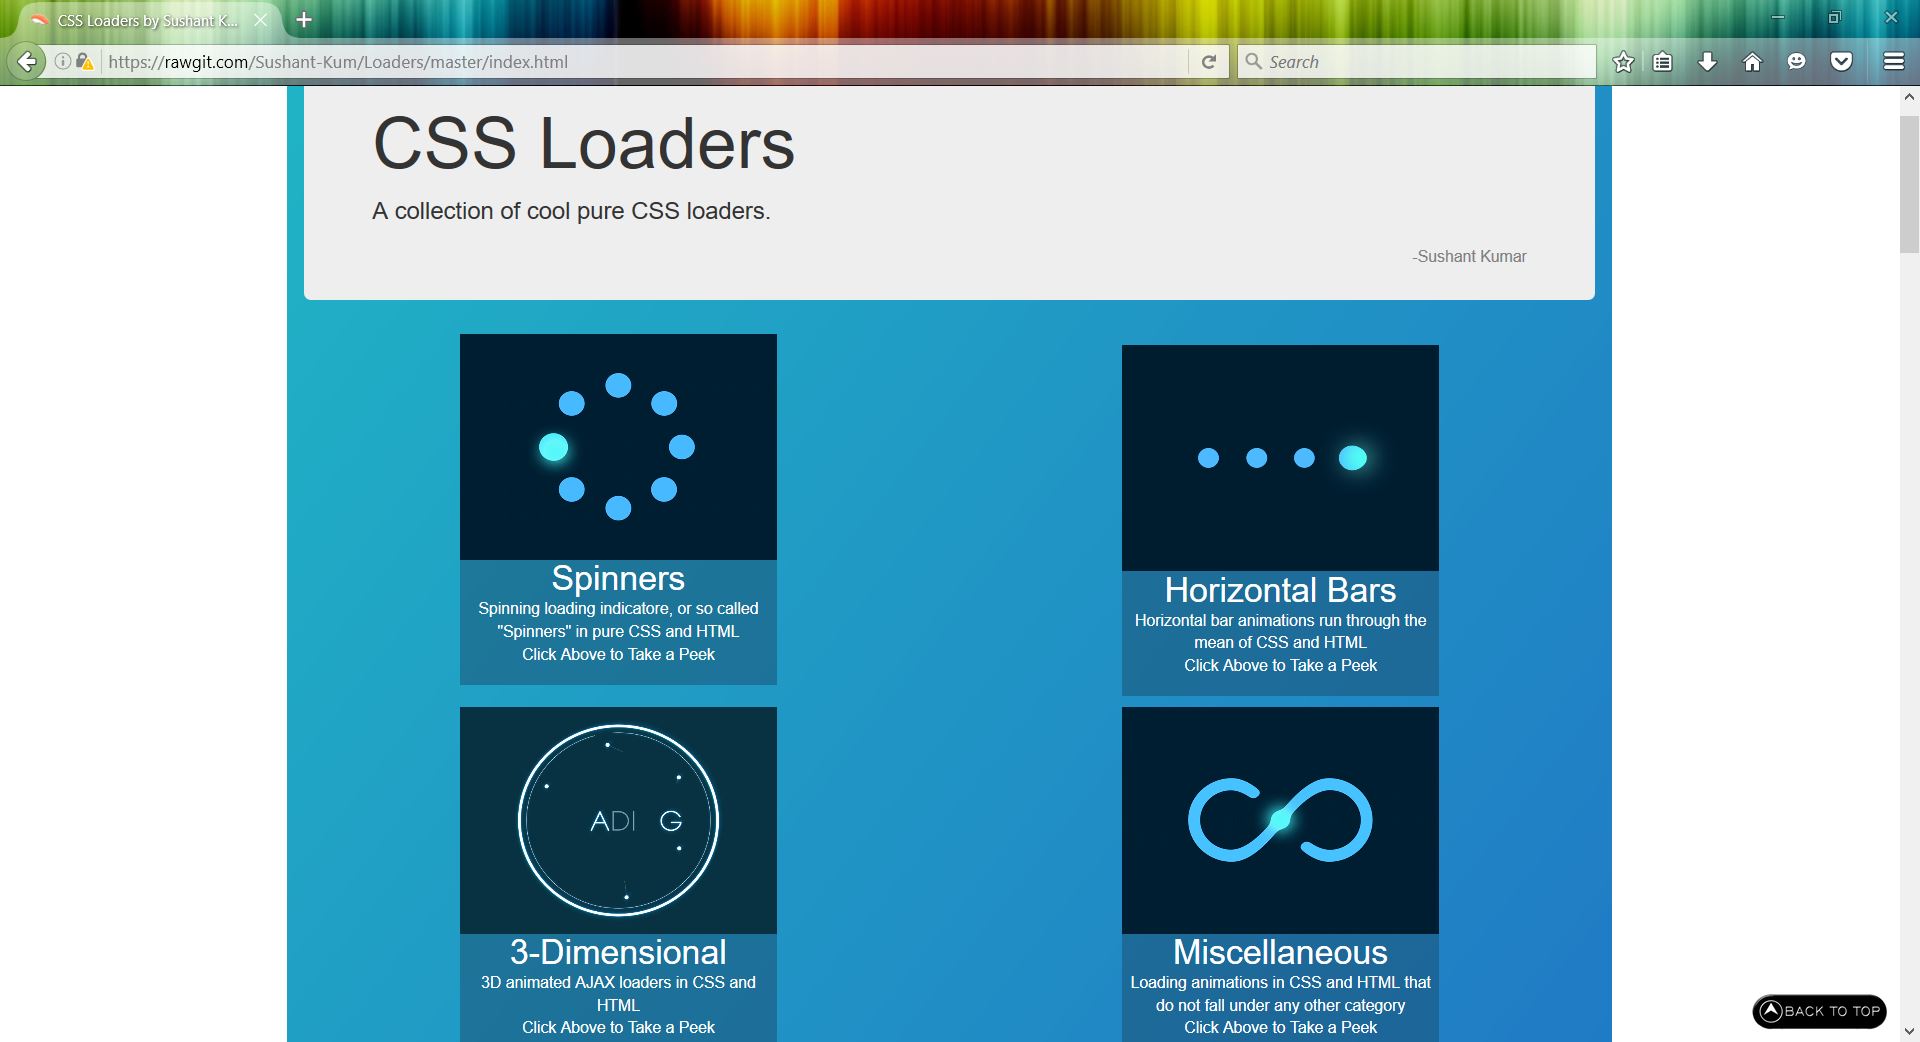 CSS Loaders by Sushant K...
https://rawgit.com/Sushant-Kum/Loaders/master/index.html
Search
CSS Loaders
A collection of cool pure CSS loaders.
-Sushant Kumar
Spinners
Spinning loading indicatore, or so called
"Spinners" in pure CSS and HTML
Click Above to Take a Peek
Horizontal Bars
Horizontal bar animations run through the
mean of CSS and HTML
Click Above to Take a Peek
ADI G
3-Dimensional
3D animated AJAX loaders in CSS and
HTML
Click Above to Take a Peek
Miscellaneous
Loading animations in CSS and HTML that
do not fall under any other category
Click Above to Take a Peek
BACK TO TOP